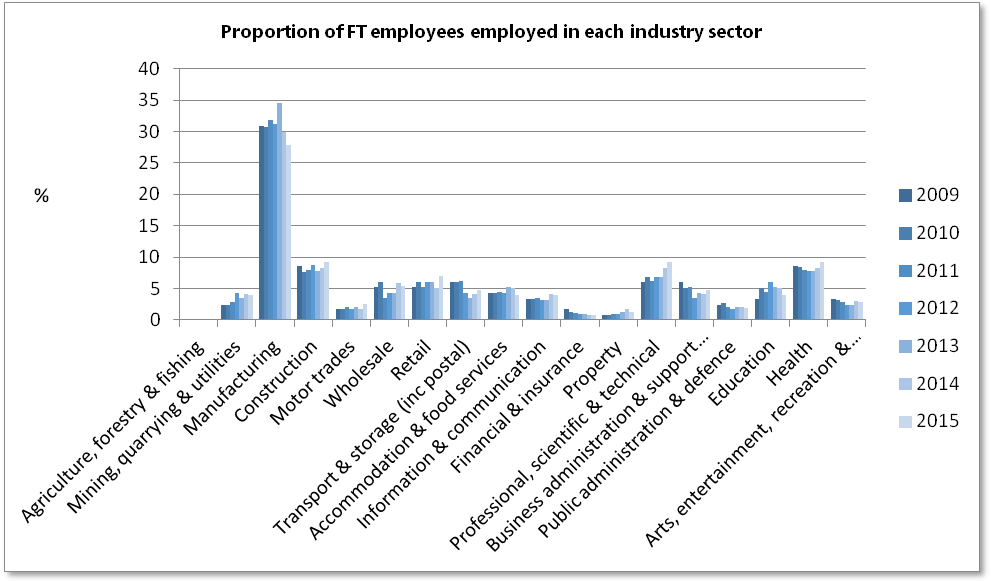 Proportion of FT employees employed in each industry sector
40
35
30
25
20
15
10
5
0
%
Agriculture, forestry & fishing
Mining, quarrying & utilities
Manufacturing
Construction
Motor trades
Wholesale
Retail
Transport & storage (inc postal)
Accommodation & food services
Information & communication
Financial & insurance
Property
Professional, scientific & technical
Business administration & support...
Public administration & defence
Education
Health
Arts, entertainment, recreation &...
2009
2010
2011
2012
2013
2014
2015